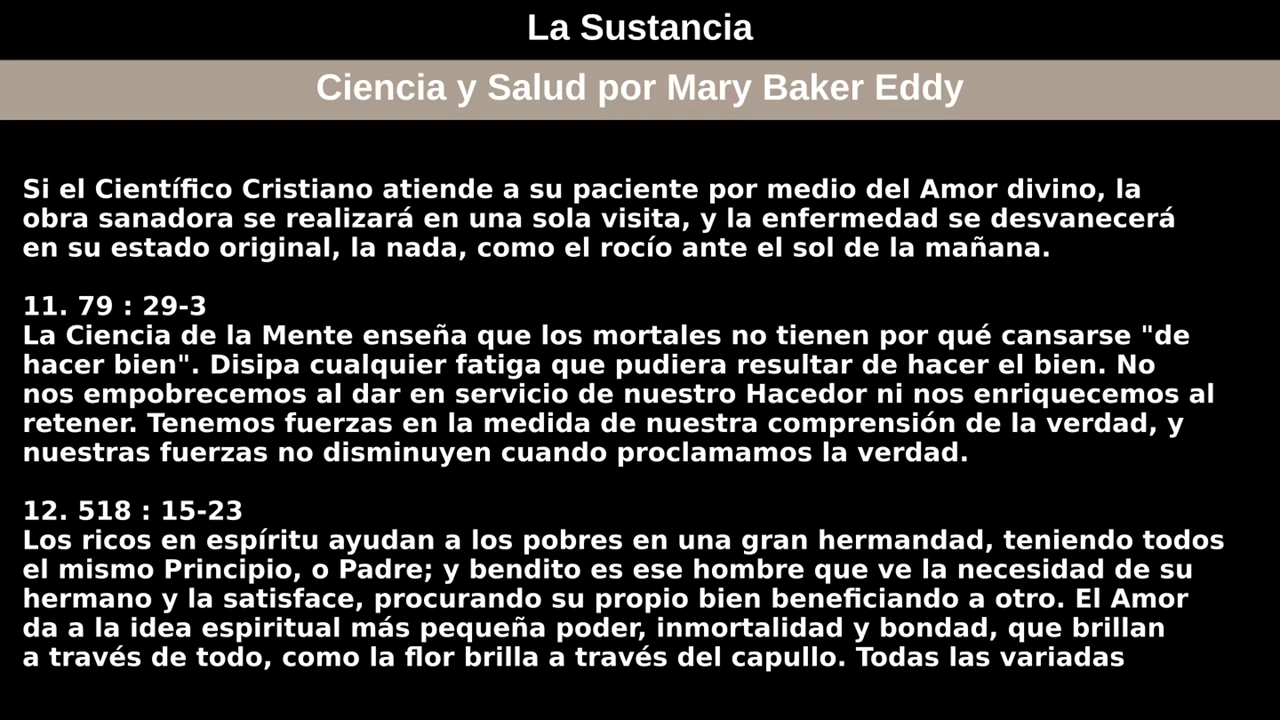 La Sustancia
Ciencia y Salud por Mary Baker Eddy
Si el Científico Cristiano atiende a su paciente por medio del Amor divino, la
obra sanadora se realizará en una sola visita, y la enfermedad se desvanecerá
en su estado original, la nada, como el rocío ante el sol de la mañana.
11. 79 : 29-3
La Ciencia de la Mente enseña que los mortales no tienen por qué cansarse "de
hacer bien". Disipa cualquier fatiga que pudiera resultar de hacer el bien. No
nos empobrecemos al dar en servicio de nuestro Hacedor ni nos enriquecemos al
retener. Tenemos fuerzas en la medida de nuestra comprensión de la verdad, y
nuestras fuerzas no disminuyen cuando proclamamos la verdad.
12. 518 : 15-23
Los ricos en espíritu ayudan a los pobres en una gran hermandad, teniendo todos
el mismo Principio, o Padre; y bendito es ese hombre que ve la necesidad de su
hermano y la satisface, procurando su propio bien beneficiando a otro. El Amor
da a la idea espiritual más pequeña poder, inmortalidad y bondad, que brillan
a través de todo, como la flor brilla a través del capullo. Todas las variadas